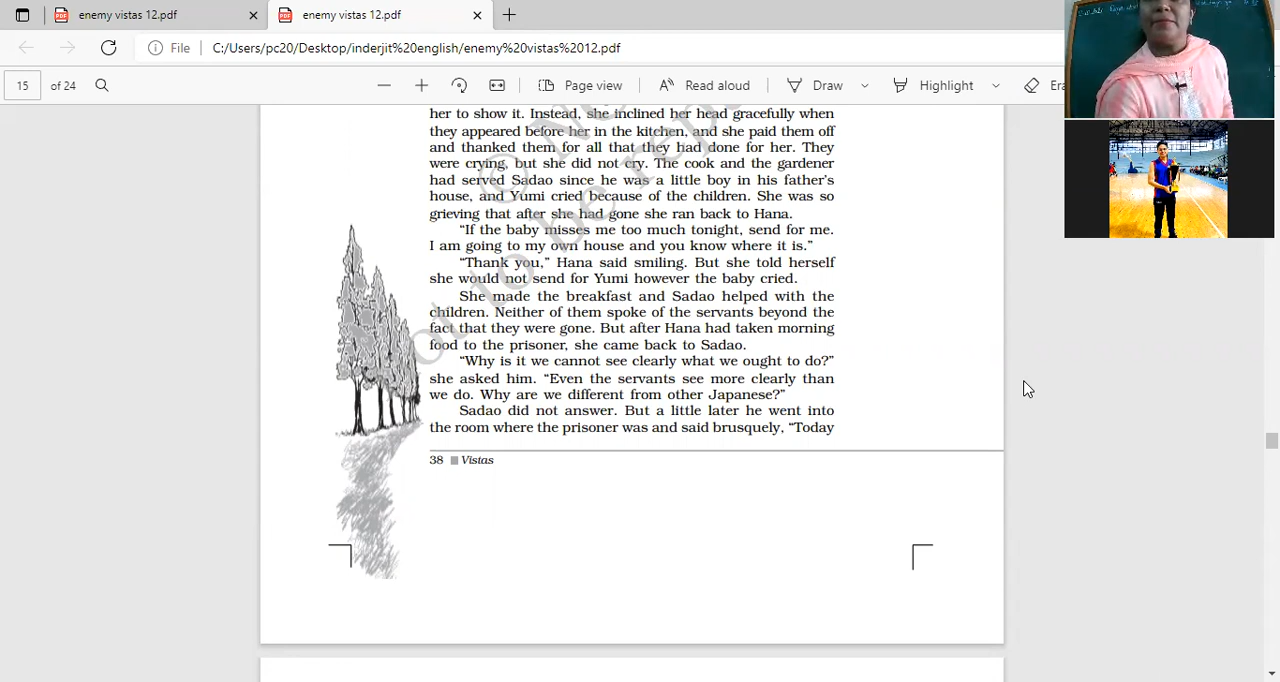 enemy vistas 12.pdf
enemy vistas 12.pdf
File
C:/Users/pc20/Desktop/inderjit%20english/enemy%20vistas%2012.pdf
15 of 24
Page view
Read aloud
Draw
Highlight
Era
her to show it. Instead, she inclined her head gracefully when
they appeared before her in the kitchen, and she paid them off
and thanked them for all that they had done for her. They
were crying, but she did not cry. The cook and the gardener
had served Sadao since he was a little boy in his father's
house, and Yumi cried because of the children. She was so
grieving that after she had gone she ran back to Hana.
“If the baby misses me too much tonight, send for me.
I am going to my own house and you know where it is.”
“Thank you,” Hana said smiling. But she told herself
she would not send for Yumi however the baby cried.
She made the breakfast and Sadao helped with the
children. Neither of them spoke of the servants beyond the
fact that they were gone. But after Hana had taken morning
food to the prisoner, she came back to Sadao.
“Why is it we cannot see clearly what we ought to do?”
she asked him. “Even the servants see more clearly than
we do. Why are we different from other Japanese?”
Sadao did not answer. But a little later he went into
the room where the prisoner was and said brusquely, “Today
38 Vistas